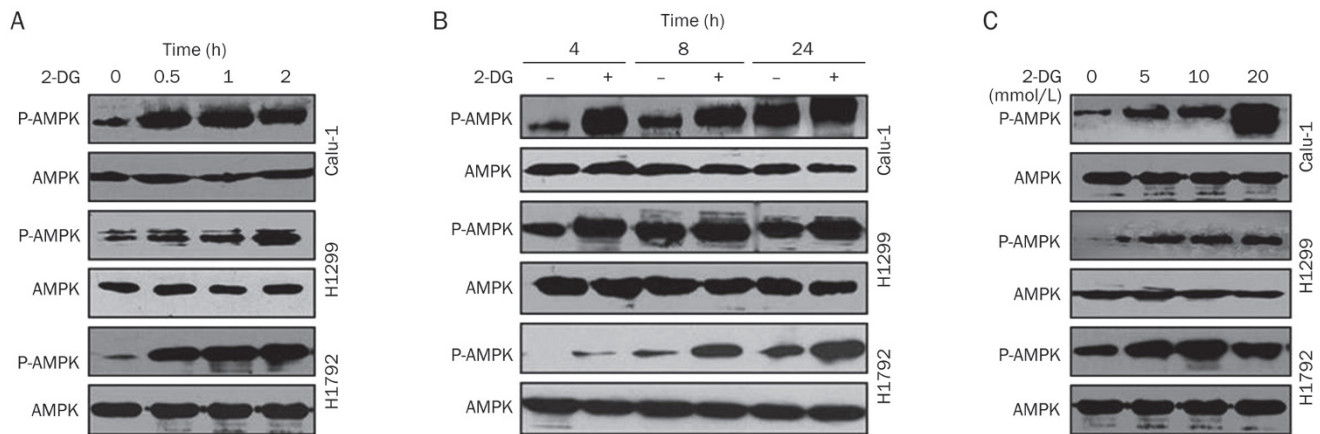 A
Time (h)
2-DG 0 0.5 1 2
P-AMPK
AMPK
Calu-1
P-AMPK
AMPK
H1299
P-AMPK
AMPK
H1792
B
Time (h)
4 8 24
2-DG – + – + – +
P-AMPK
AMPK
Calu-1
P-AMPK
AMPK
H1299
P-AMPK
AMPK
H1792
C
2-DG 0 5 10 20
(mmol/L)
P-AMPK
AMPK
Calu-1
P-AMPK
AMPK
H1299
P-AMPK
AMPK
H1792